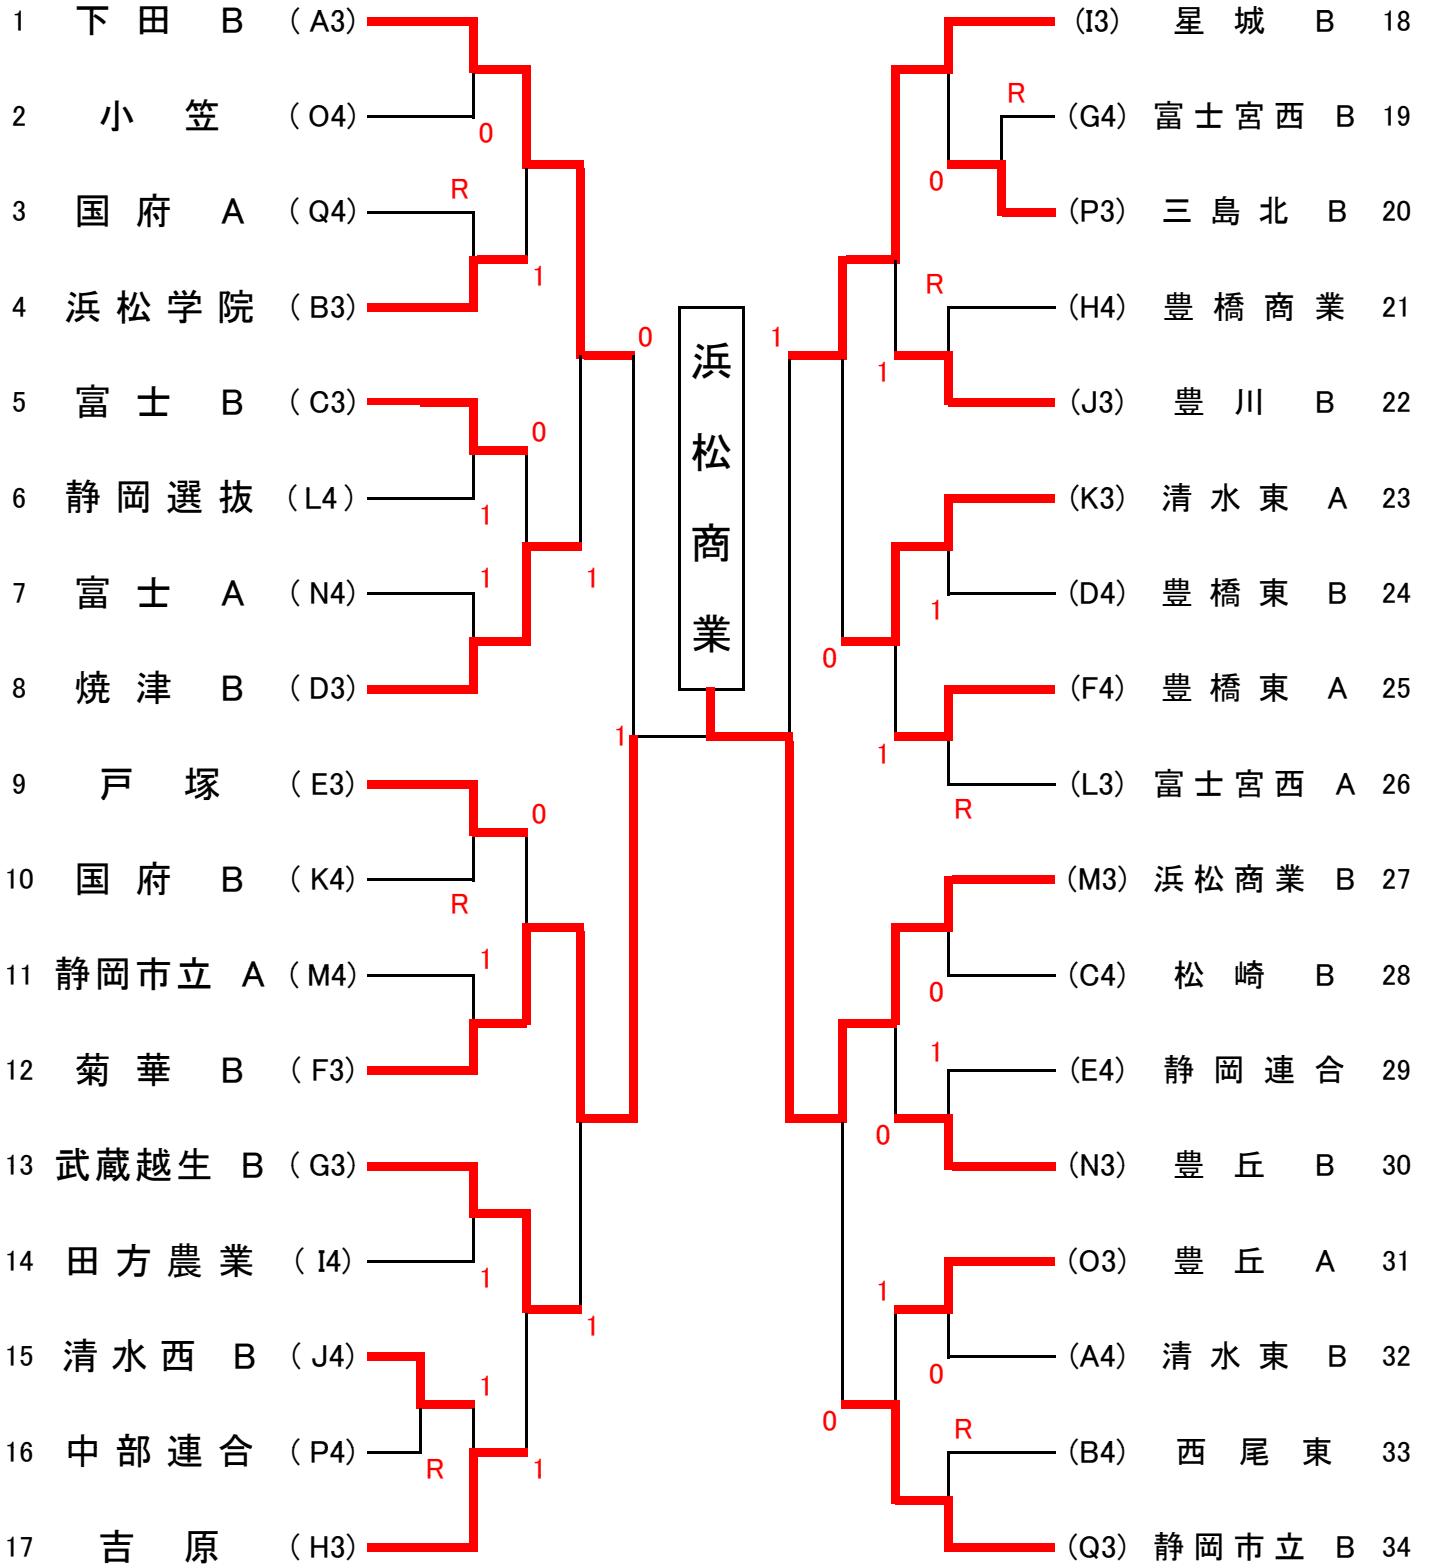 1 下田 B (A3)
2 小笠 (O4)
0
R
3 国府 A (Q4)
1
4 浜松学院 (B3)
0
5 富士 B (C3)
0
6 静岡選抜 (L4)
1
1
7 富士 A (N4)
1
8 焼津 B (D3)
1
9 戸塚 (E3)
0
10 国府 B (K4)
R
1
11 静岡市立 A (M4)
12 菊華 B (F3)
13 武蔵越生 B (G3)
14 田方農業 (I4)
1
1
15 清水西 B (J4)
1
16 中部連合 (P4)
R
1
17 吉原 (H3)
浜松商業
(I3) 星城 B 18
R
(G4) 富士宮西 B 19
0
(P3) 三島北 B 20
R
(H4) 豊橋商業 21
1
1
(J3) 豊川 B 22
(K3) 清水東 A 23
(D4) 豊橋東 B 24
1
0
(F4) 豊橋東 A 25
1
(L3) 富士宮西 A 26
R
(M3) 浜松商業 B 27
(C4) 松崎 B 28
0
1
(E4) 静岡連合 29
0
(N3) 豊丘 B 30
(O3) 豊丘 A 31
1
(A4) 清水東 B 32
0
0
R
(B4) 西尾東 33
(Q3) 静岡市立 B 34